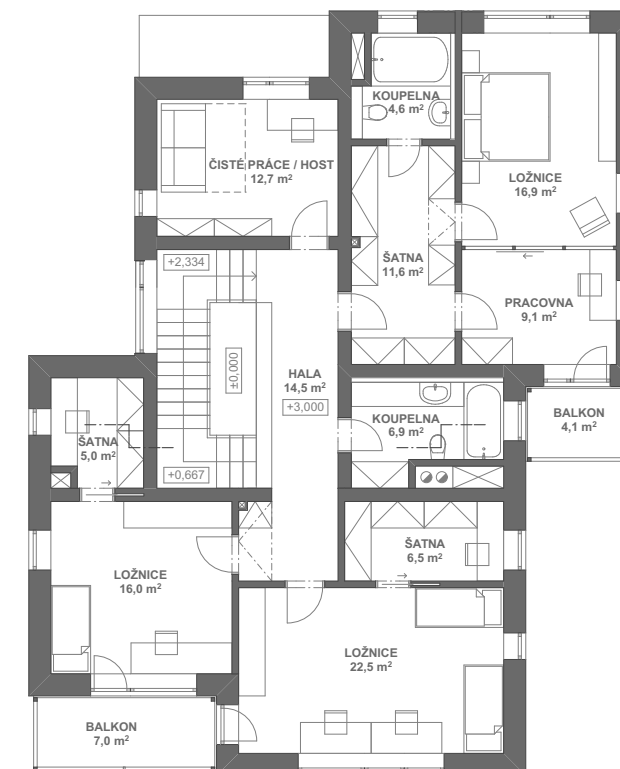 KOUPELNA
4,6 m²
ČISTÉ PRÁCE / HOST
12,7 m²
LOŽNICE
16,9 m²
+2,334
ŠATNA
11,6 m²
PRACOVNA
9,1 m²
±0,000
HALA
14,5 m²
+3,000
BALKON
4,1 m²
KOUPELNA
6,9 m²
ŠATNA
5,0 m²
+0,667
ŠATNA
6,5 m²
LOŽNICE
16,0 m²
LOŽNICE
22,5 m²
BALKON
7,0 m²